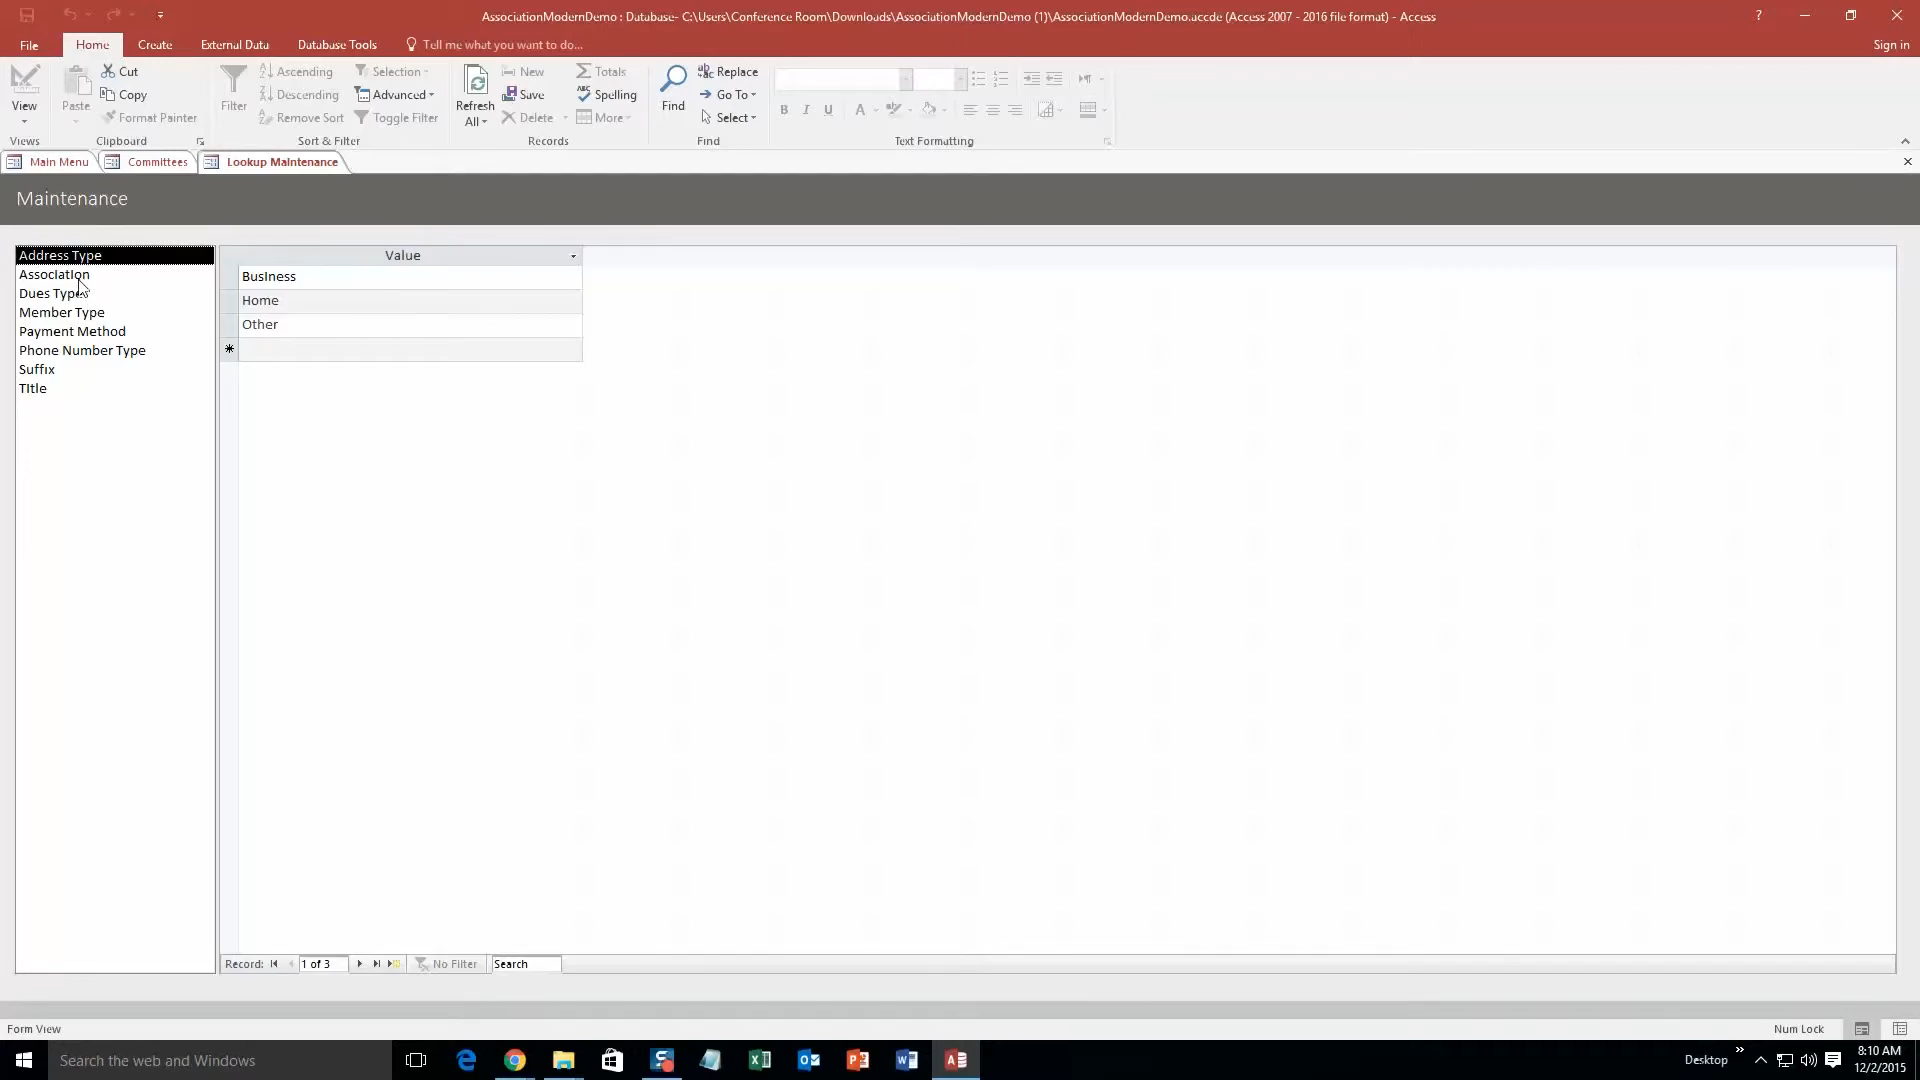 AssociationModernDemo : Database- C:\Users\Conference Room\Downloads\AssociationModernDemo (1)\AssociationModernDemo.accde (Access 2007 - 2016 file format) - Access
?
File Home Create External Data Database Tools Tell me what you want to do... Sign in
View
Views
Paste
Cut
Copy
Format Painter
Clipboard
Filter
Ascending
Descending
Remove Sort
Selection
Advanced
Toggle Filter
Sort & Filter
Refresh
All
New
Save
Delete
Totals
Spelling
More
Records
Find
Replace
Go To
Select
Find
B I U A
Text Formatting
Main Menu Committees Lookup Maintenance
Maintenance
Address Type
Association
Dues Type
Member Type
Payment Method
Phone Number Type
Suffix
Title
Value
Business
Home
Other
Record: 1 of 3 No Filter Search
Form View Num Lock
Search the web and Windows
Desktop
8:10 AM
12/2/2015